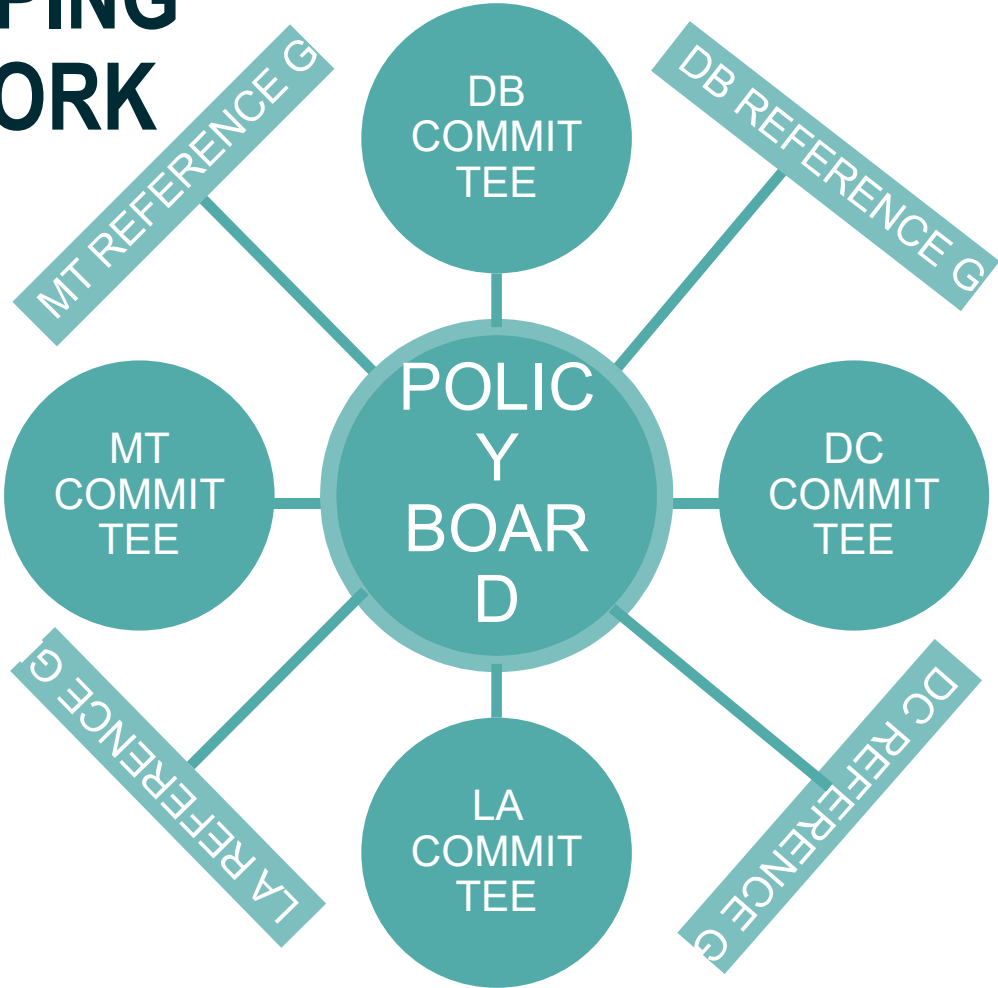 PING
ORK
MT REFERENCE G
DB
COMMIT
TEE
DB REFERENCE G
MT
COMMIT
TEE
POLIC
Y
BOAR
D
DC
COMMIT
TEE
LA REFERENCE G
LA
COMMIT
TEE
DC REFERENCE G